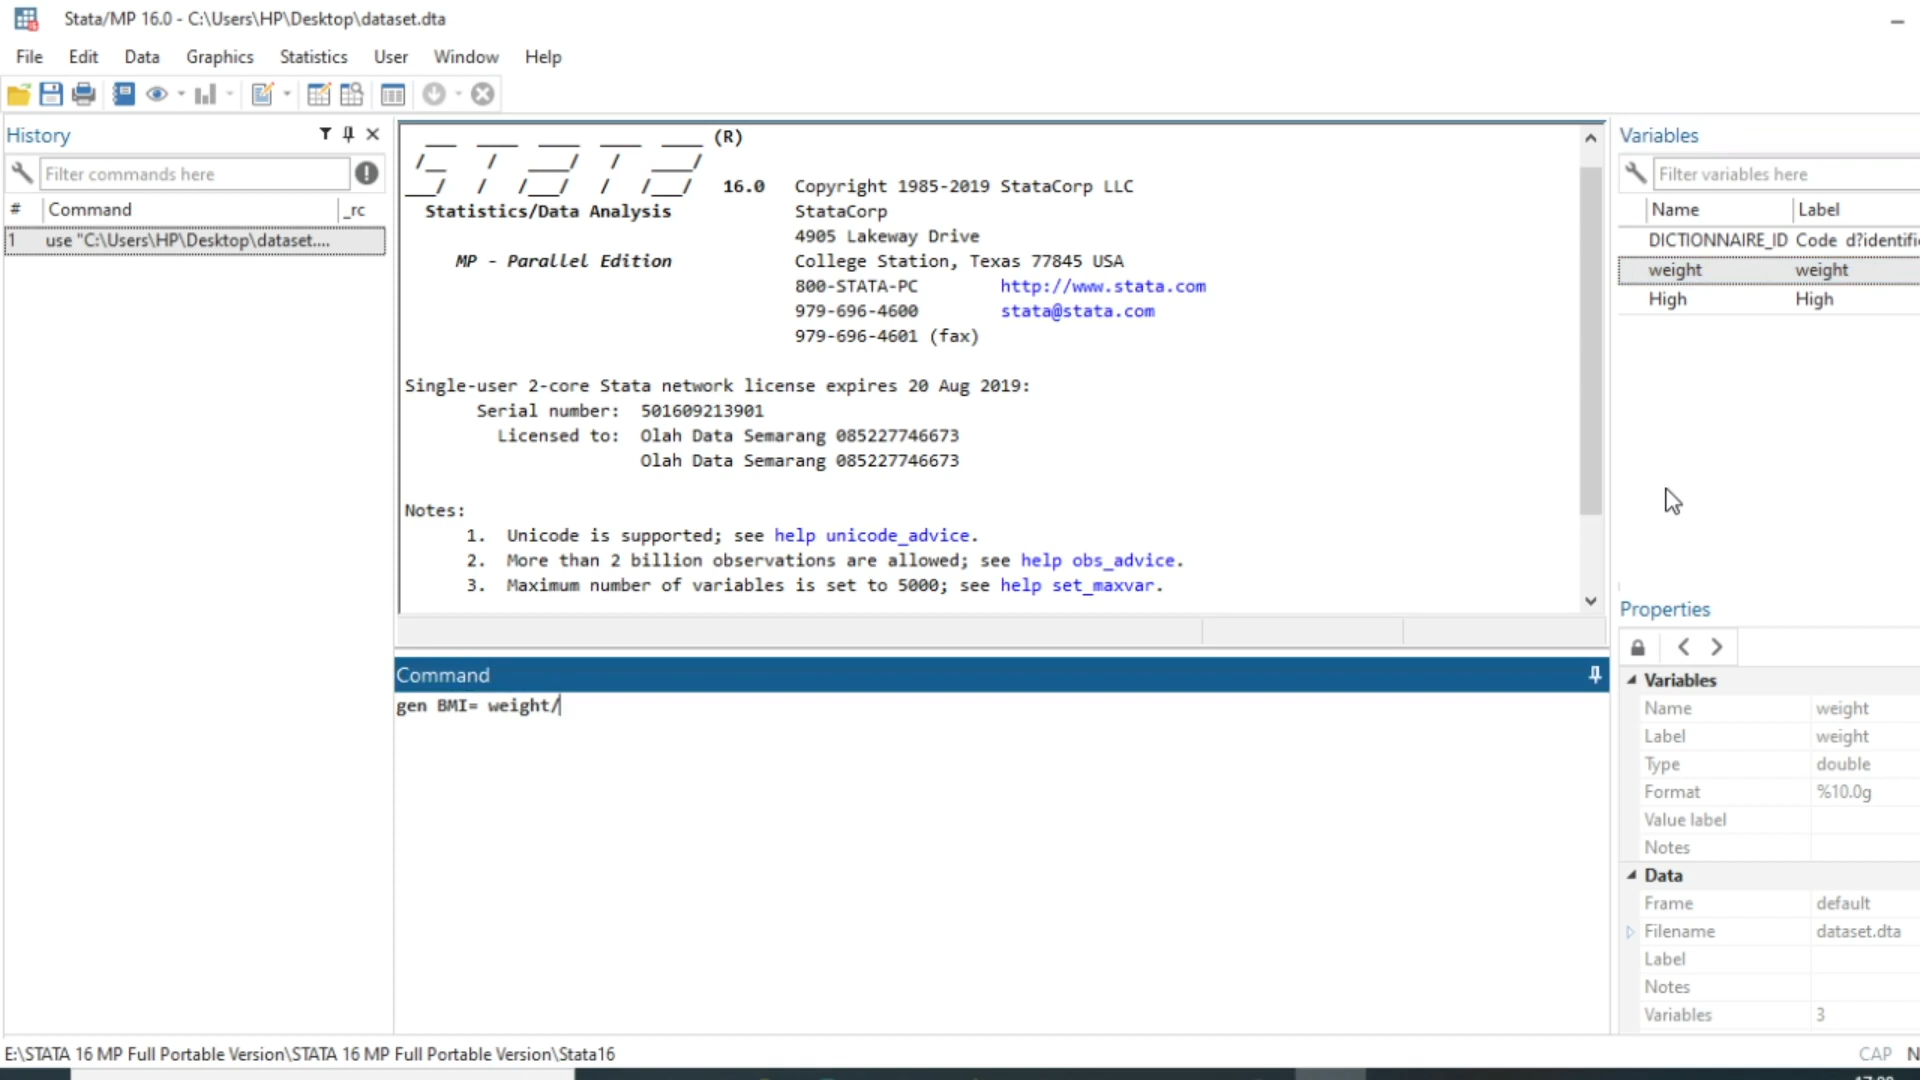 Stata/MP 16.0 - C:\Users\HP\Desktop\dataset.dta
File Edit Data Graphics Statistics User Window Help
History
Filter commands here
# Command _rc
1 use "C:\Users\HP\Desktop\dataset....
(R)
16.0 Copyright 1985-2019 StataCorp LLC
Statistics/Data Analysis StataCorp
4905 Lakeway Drive
MP - Parallel Edition College Station, Texas 77845 USA
800-STATA-PC http://www.stata.com
979-696-4600 stata@stata.com
979-696-4601 (fax)
Single-user 2-core Stata network license expires 20 Aug 2019:
Serial number: 501609213901
Licensed to: Olah Data Semarang 085227746673
Olah Data Semarang 085227746673
Notes:
1. Unicode is supported; see help unicode_advice.
2. More than 2 billion observations are allowed; see help obs_advice.
3. Maximum number of variables is set to 5000; see help set_maxvar.
Command
gen BMI= weight/
Variables
Filter variables here
Name Label
DICTIONNAIRE_ID Code d?identific
weight weight
High High
Properties
Variables
Name weight
Label weight
Type double
Format %10.0g
Value label
Notes
Data
Frame default
Filename dataset.dta
Label
Notes
Variables 3
E:\STATA 16 MP Full Portable Version\STATA 16 MP Full Portable Version\Stata16
CAP N